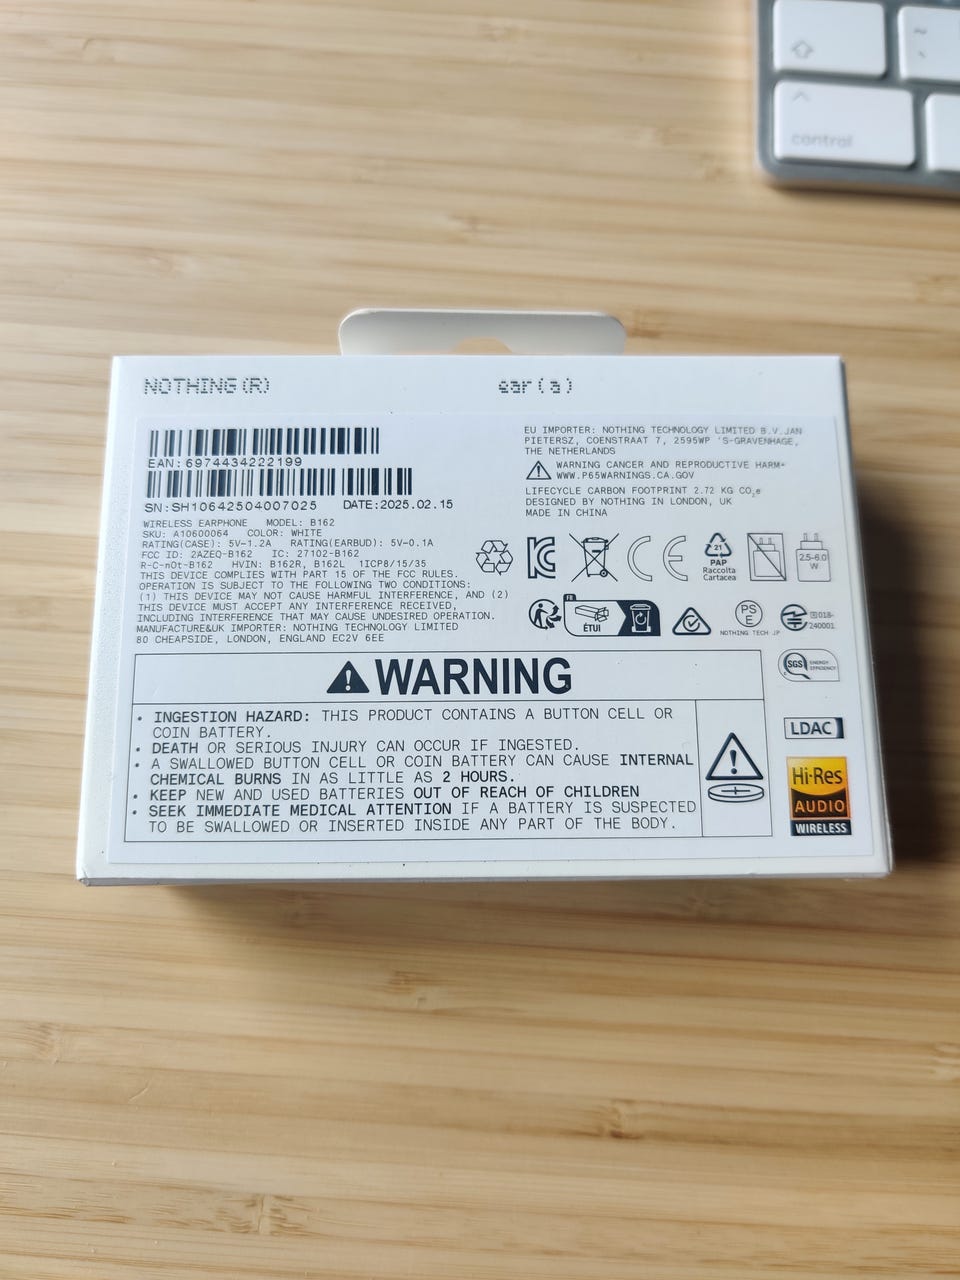 control
NOTHING(R)
ear (a)
EAN: 6974434222199
SN:SH10642504007025 DATE:2025.02.15
WIRELESS EARPHONE MODEL: B162
SKU: A10600064 COLOR: WHITE
RATING(CASE): 5V⎓1.2A RATING(EARBUD): 5V⎓0.1A
FCC ID: 2AZEQ-B162 IC: 27102-B162
R-C-nOt-B162 HVIN: B162R, B162L 1ICP8/15/35
THIS DEVICE COMPLIES WITH PART 15 OF THE FCC RULES.
OPERATION IS SUBJECT TO THE FOLLOWING TWO CONDITIONS:
(1) THIS DEVICE MAY NOT CAUSE HARMFUL INTERFERENCE, AND (2)
THIS DEVICE MUST ACCEPT ANY INTERFERENCE RECEIVED,
INCLUDING INTERFERENCE THAT MAY CAUSE UNDESIRED OPERATION.
MANUFACTURE&UK IMPORTER: NOTHING TECHNOLOGY LIMITED
80 CHEAPSIDE, LONDON, ENGLAND EC2V 6EE
EU IMPORTER: NOTHING TECHNOLOGY LIMITED B.V.JAN
PIETERSZ, COENSTRAAT 7, 2595WP 'S-GRAVENHAGE,
THE NETHERLANDS
WARNING CANCER AND REPRODUCTIVE HARM-
WWW.P65WARNINGS.CA.GOV
LIFECYCLE CARBON FOOTPRINT 2.72 KG CO₂e
DESIGNED BY NOTHING IN LONDON, UK
MADE IN CHINA
CE
21
PAP
Raccolta
Cartacea
2.5-6.0
W
FR
ÉTUI
PS
E
NOTHING TECH JP
018-
240001
SGS ENERGY
EFFICIENCY
LDAC
Hi-Res
AUDIO
WIRELESS
WARNING
• INGESTION HAZARD: THIS PRODUCT CONTAINS A BUTTON CELL OR
COIN BATTERY.
• DEATH OR SERIOUS INJURY CAN OCCUR IF INGESTED.
• A SWALLOWED BUTTON CELL OR COIN BATTERY CAN CAUSE INTERNAL
CHEMICAL BURNS IN AS LITTLE AS 2 HOURS.
• KEEP NEW AND USED BATTERIES OUT OF REACH OF CHILDREN
• SEEK IMMEDIATE MEDICAL ATTENTION IF A BATTERY IS SUSPECTED
TO BE SWALLOWED OR INSERTED INSIDE ANY PART OF THE BODY.